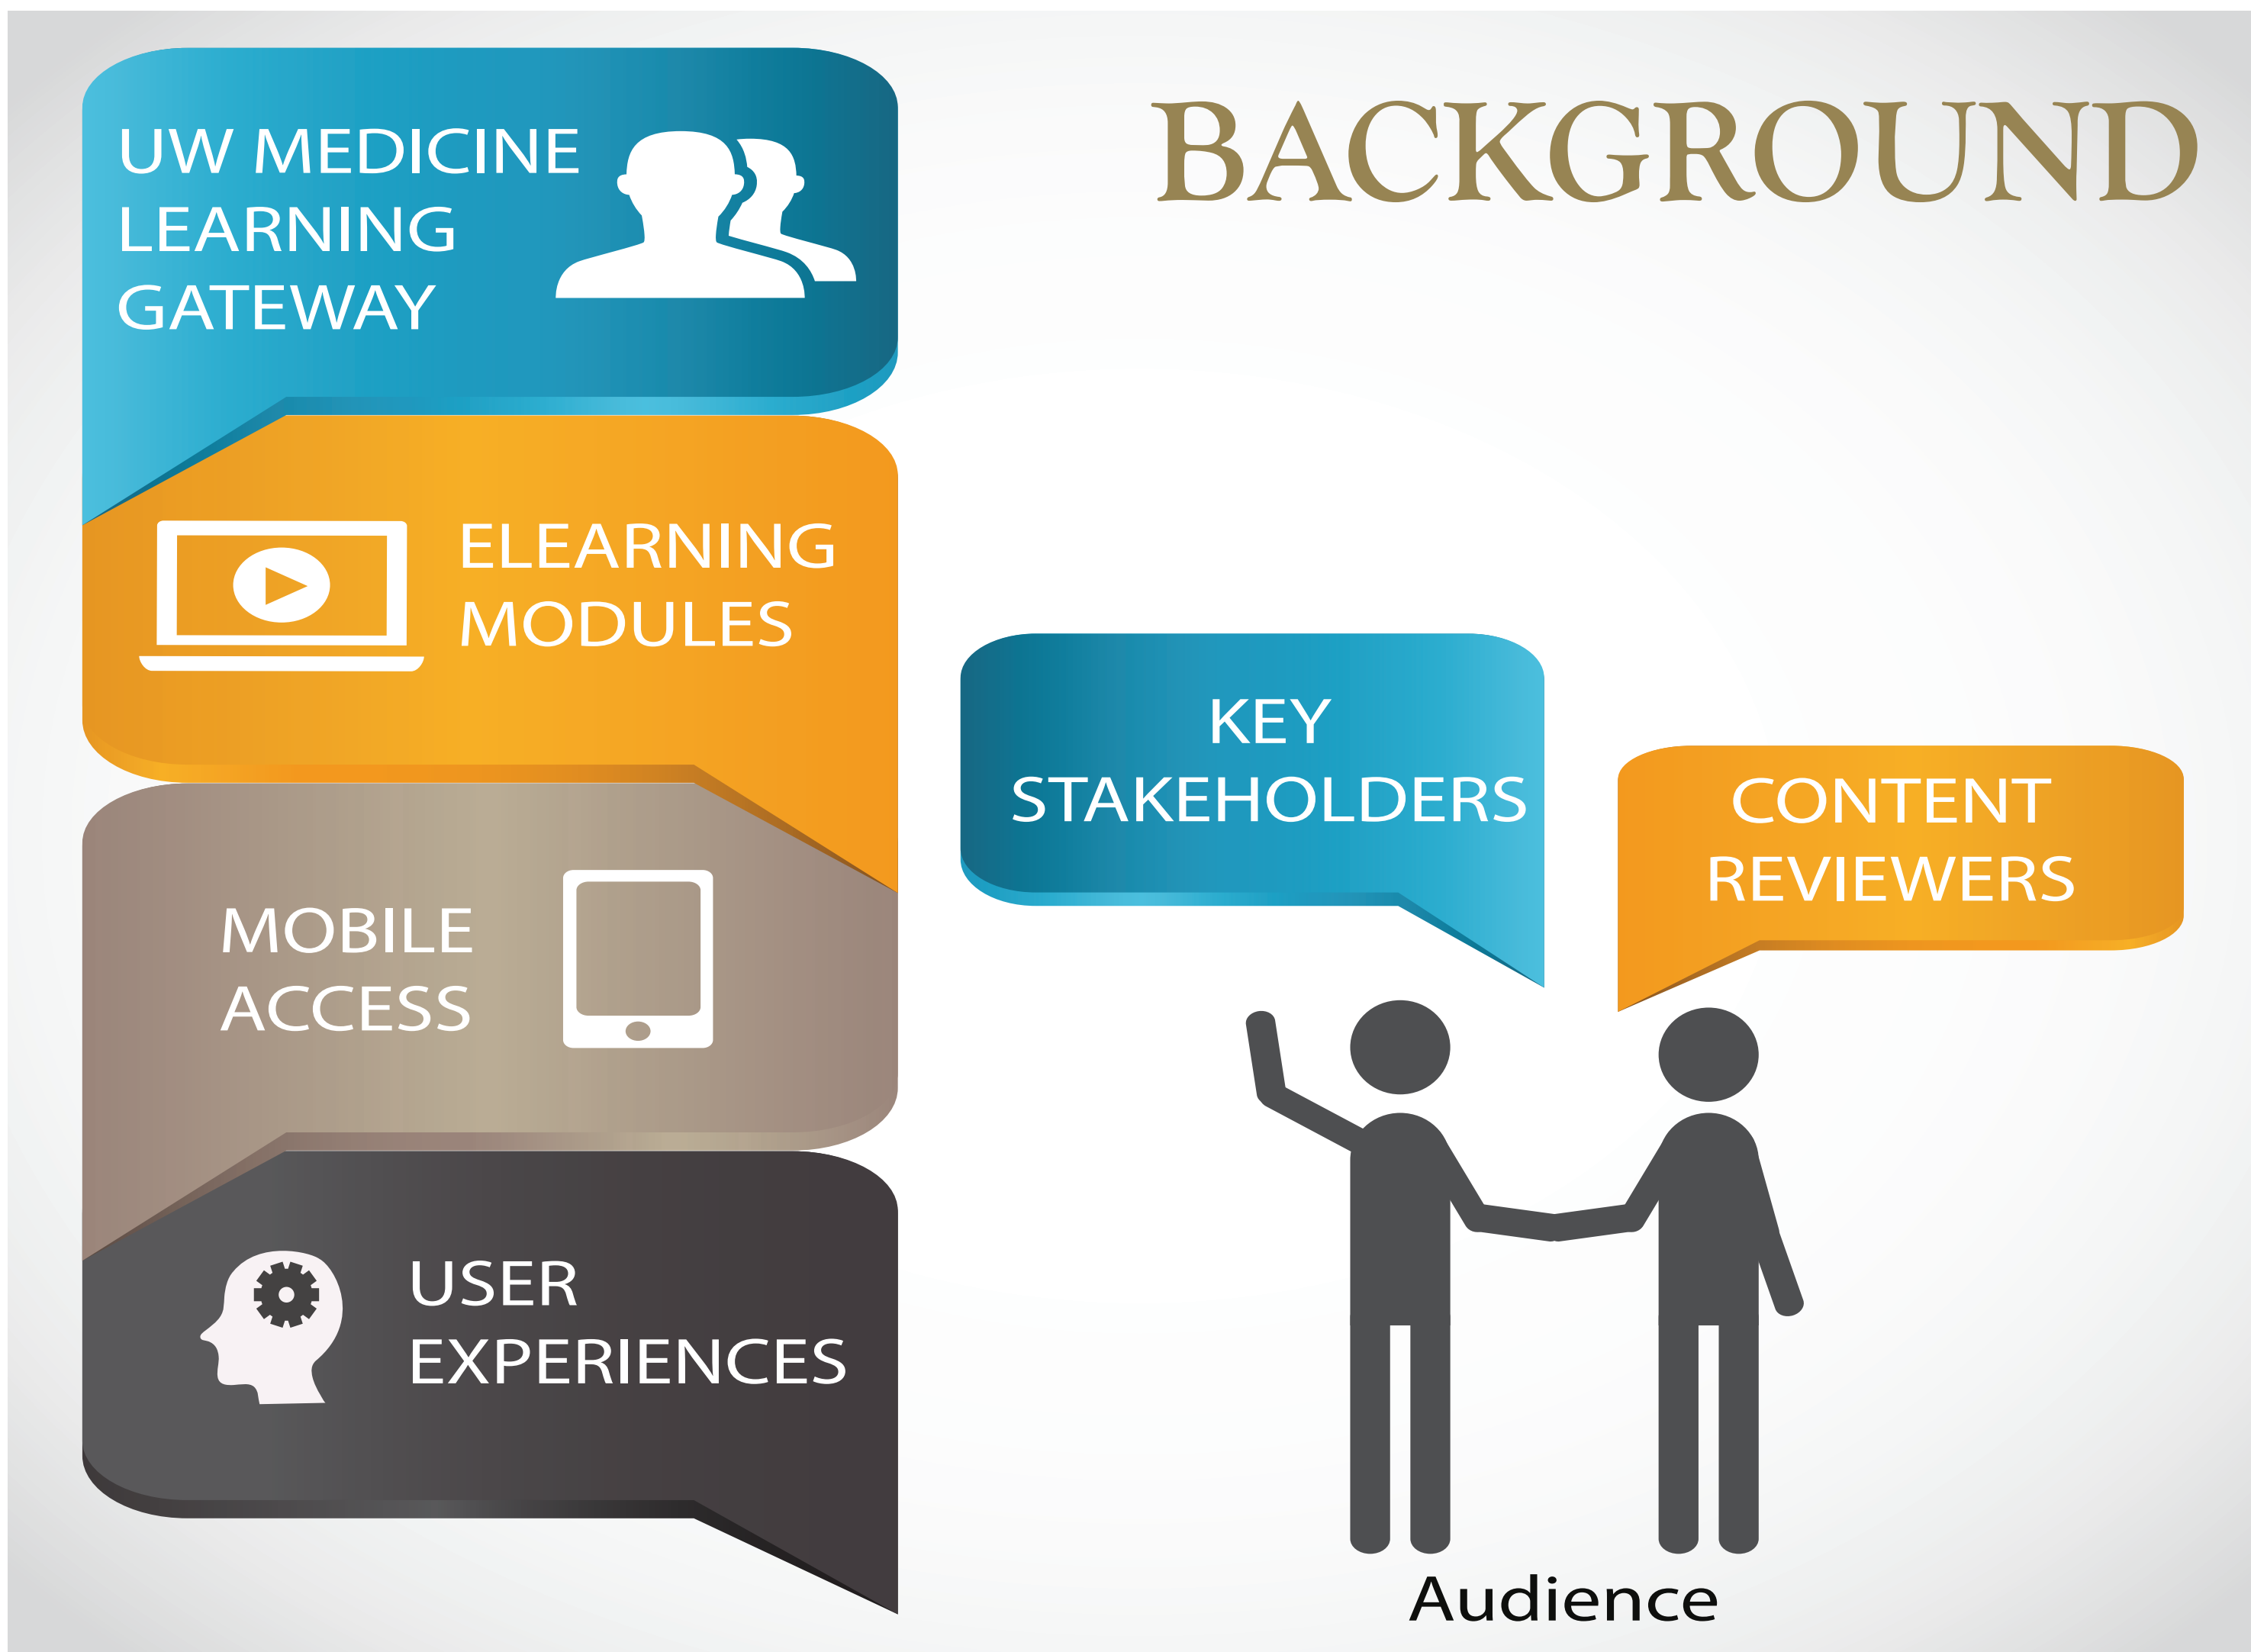 BACKGROUND
UW MEDICINE
LEARNING
GATEWAY
ELEARNING
MODULES
MOBILE
ACCESS
USER
EXPERIENCES
KEY
STAKEHOLDERS
CONTENT
REVIEWERS
Audience